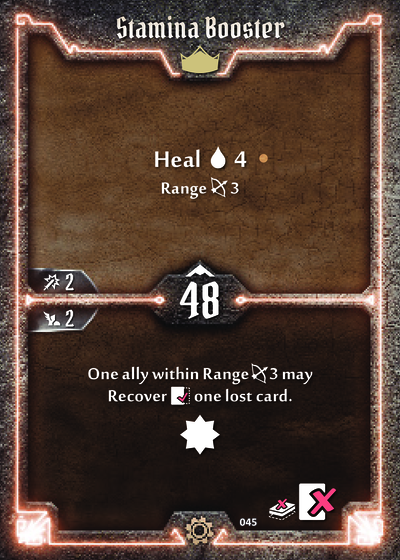 Stamina Booster
Heal 4
Range 3
2
48
2
One ally within Range 3 may
Recover one lost card.
045